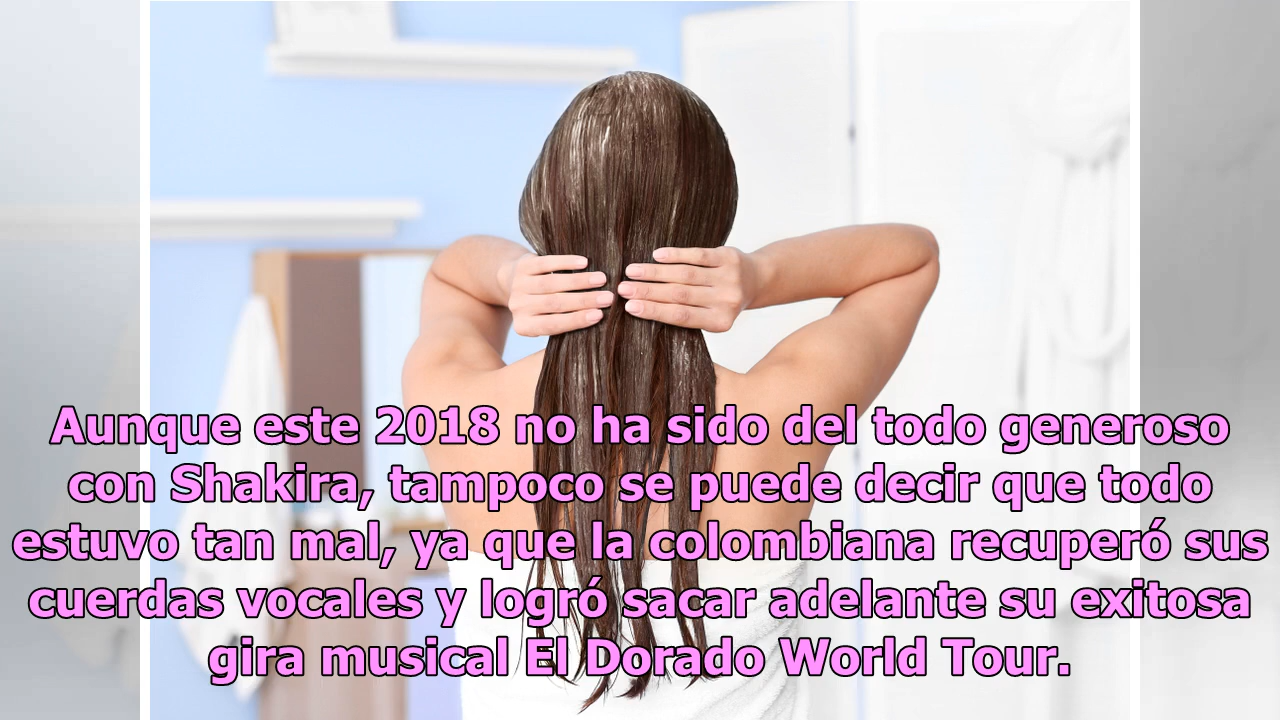 Aunque este 2018 no ha sido del todo generoso
con Shakira, tampoco se puede decir que todo
estuvo tan mal, ya que la colombiana recuperó sus
cuerdas vocales y logró sacar adelante su exitosa
gira musical El Dorado World Tour.